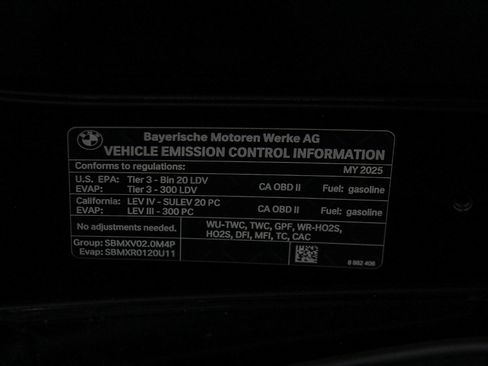 BMW
Bayerische Motoren Werke AG
VEHICLE EMISSION CONTROL INFORMATION
Conforms to regulations: MY 2025
U.S. EPA: Tier 3 - Bin 20 LDV CA OBD II Fuel: gasoline
EVAP: Tier 3 - 300 LDV
California: LEV IV - SULEV 20 PC CA OBD II Fuel: gasoline
EVAP: LEV III - 300 PC
No adjustments needed. WU-TWC, TWC, GPF, WR-HO2S,
HO2S, DFI, MFI, TC, CAC
Group: SBMXV02.0M4P
Evap: SBMXR0120U11
8 882 406